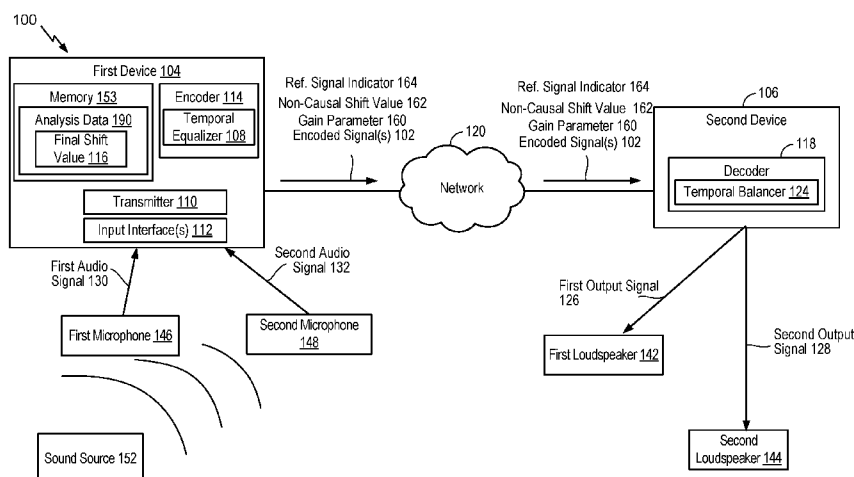 100
First Device 104
Memory 153
Analysis Data 190
Final Shift
Value 116
Encoder 114
Temporal
Equalizer 108
Transmitter 110
Input Interface(s) 112
Ref. Signal Indicator 164
Non-Causal Shift Value 162
Gain Parameter 160
Encoded Signal(s) 102
120
Network
Ref. Signal Indicator 164
Non-Causal Shift Value 162
Gain Parameter 160
Encoded Signal(s) 102
106
Second Device
118
Decoder
Temporal Balancer 124
First Audio
Signal 130
Second Audio
Signal 132
First Microphone 146
Second Microphone
148
Sound Source 152
First Output Signal
126
First Loudspeaker 142
Second Output
Signal 128
Second
Loudspeaker 144